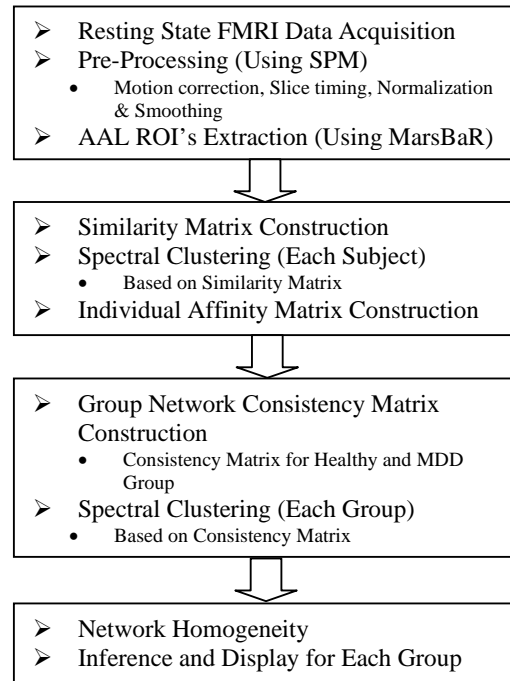 ➢ Resting State FMRI Data Acquisition
➢ Pre-Processing (Using SPM)
• Motion correction, Slice timing, Normalization
& Smoothing
➢ AAL ROI's Extraction (Using MarsBaR)
➢ Similarity Matrix Construction
➢ Spectral Clustering (Each Subject)
• Based on Similarity Matrix
➢ Individual Affinity Matrix Construction
➢ Group Network Consistency Matrix
Construction
• Consistency Matrix for Healthy and MDD
Group
➢ Spectral Clustering (Each Group)
• Based on Consistency Matrix
➢ Network Homogeneity
➢ Inference and Display for Each Group